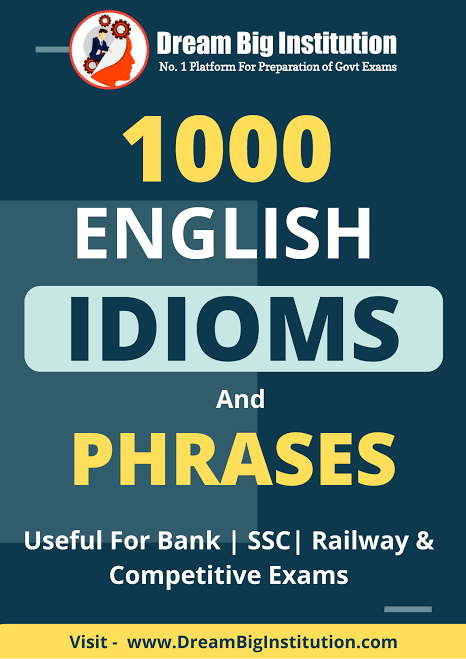 Dream Big Institution
No. 1 Platform For Preparation of Govt Exams
1000
ENGLISH
IDIOMS
And
PHRASES
Useful For Bank | SSC| Railway &
Competitive Exams
Visit - www.DreamBigInstitution.com